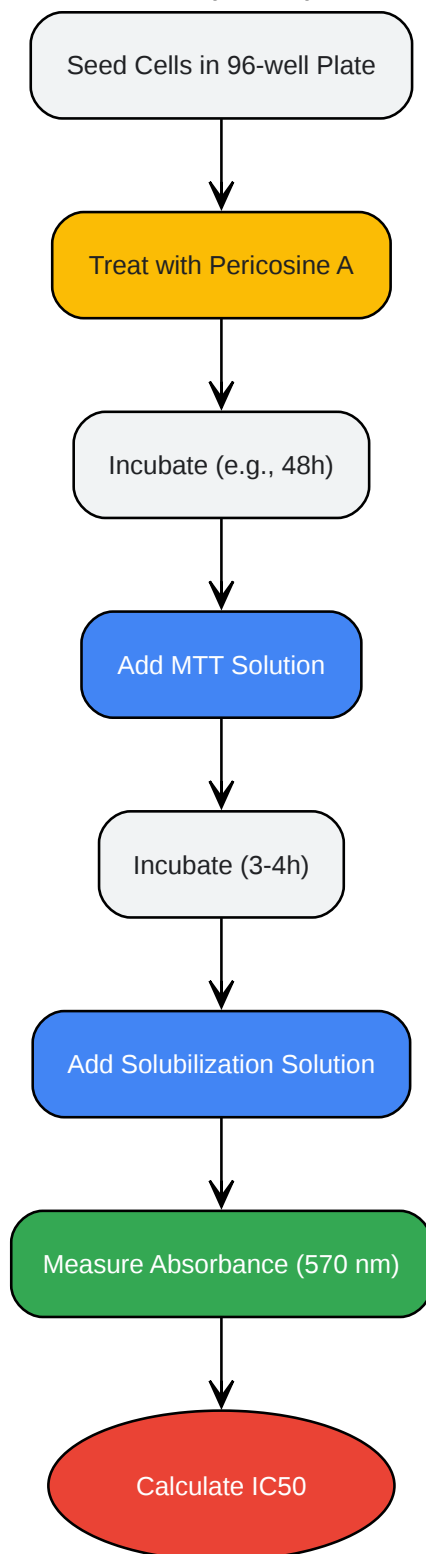 Seed Cells in 96-well Plate
Treat with Pericosine A
Incubate (e.g., 48h)
Add MTT Solution
Incubate (3-4h)
Add Solubilization Solution
Measure Absorbance (570 nm)
Calculate IC50